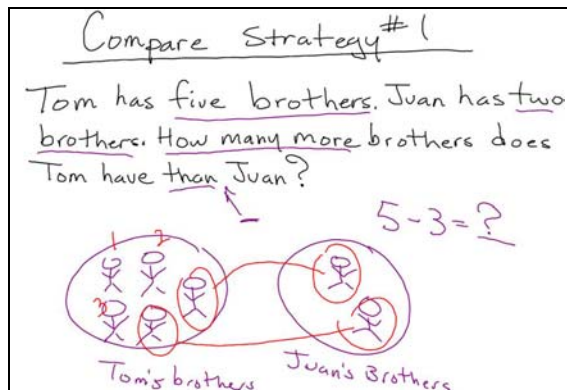 Compare Strategy #1
Tom has five brothers. Juan has two
brothers. How many more brothers does
Tom have than Juan?
5 - 3 = ?
1 2
3
Tom's brothers
Juan's Brothers